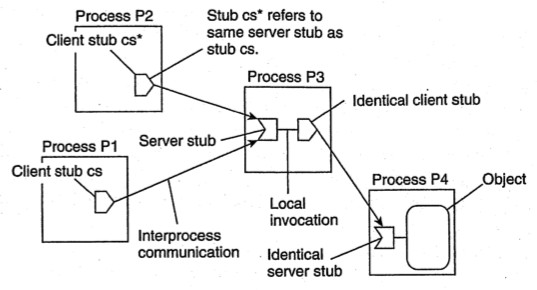 Process P2
Client stub cs*
Stub cs* refers to
same server stub as
stub cs.
Process P3
Identical client stub
Process P1
Server stub
Client stub cs
Process P4
Object
Local
invocation
Interprocess
communication
Identical
server stub